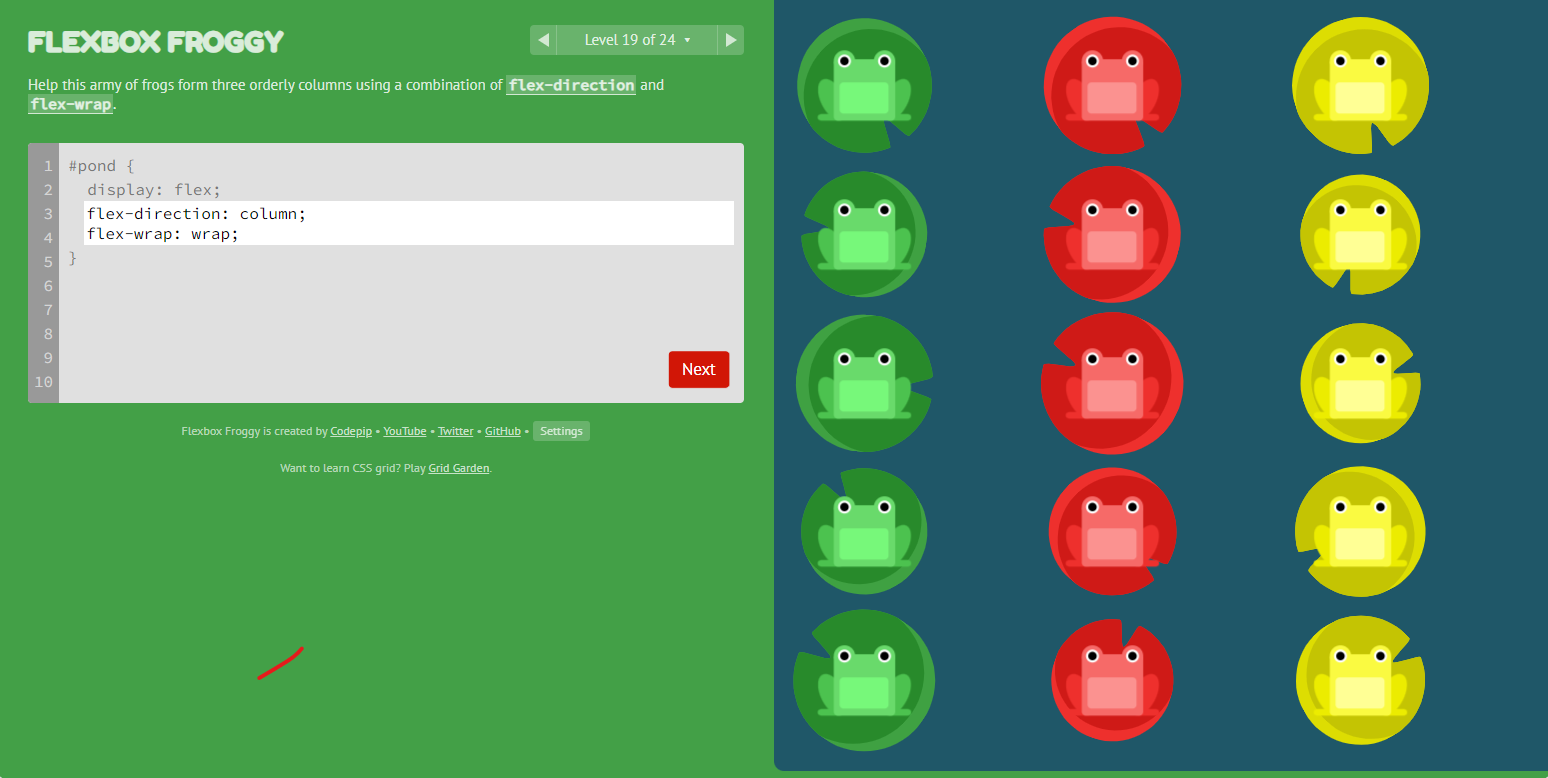 FLEXBOX FROGGY
Level 19 of 24
Help this army of frogs form three orderly columns using a combination of flex-direction and
flex-wrap.
1 #pond {
2 display: flex;
3 flex-direction: column;
4 flex-wrap: wrap;
5 }
6
7
8
9
10
Next
Flexbox Froggy is created by Codepip • YouTube • Twitter • GitHub • Settings
Want to learn CSS grid? Play Grid Garden.